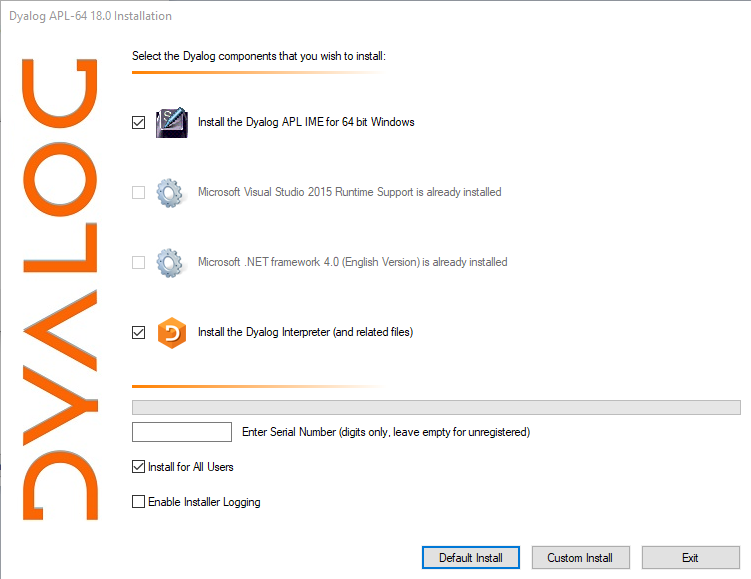 Dyalog APL-64 18.0 Installation
Select the Dyalog components that you wish to install:
Install the Dyalog APL IME for 64 bit Windows
Microsoft Visual Studio 2015 Runtime Support is already installed
Microsoft .NET framework 4.0 (English Version) is already installed
Install the Dyalog Interpreter (and related files)
Enter Serial Number (digits only, leave empty for unregistered)
Install for All Users
Enable Installer Logging
Default Install
Custom Install
Exit
DYALOG